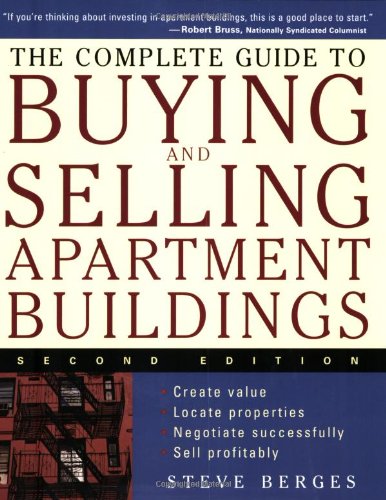 "If you're thinking about investing in apartment buildings, this is a good place to start."
—Robert Bruss, Nationally Syndicated Columnist
THE COMPLETE GUIDE TO
BUYING
AND
SELLING
APARTMENT
BUILDINGS
SECOND EDITION
• Create value
• Locate properties
• Negotiate successfully
• Sell profitably
STEVE BERGES